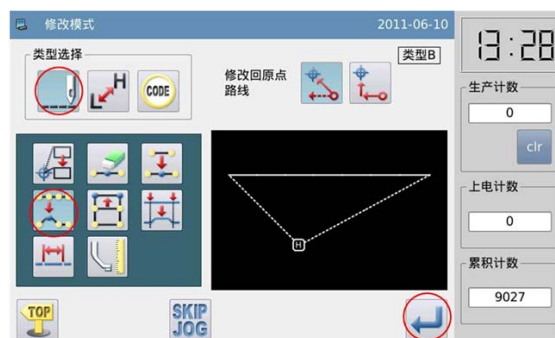 修改模式
2011-06-10
类型选择
CODE
修改回原点
路线
类型B
H
H
TOP
SKIP
JOG
13:28
生产计数
0
clr
上电计数
0
累积计数
9027